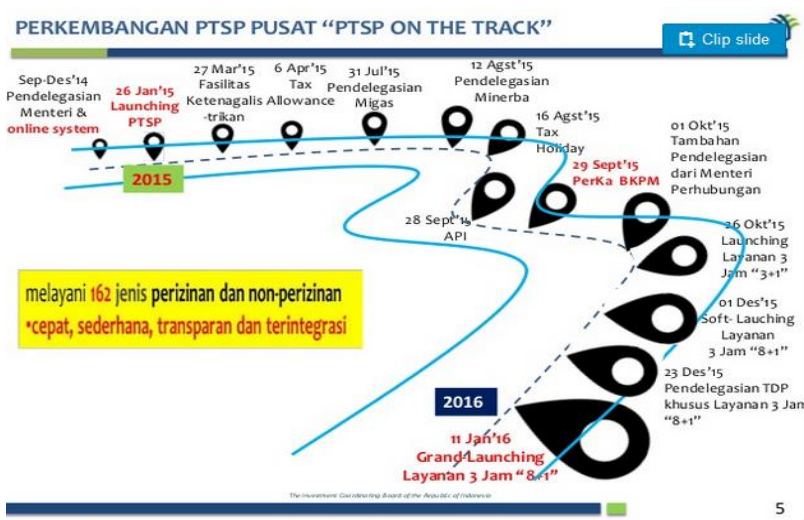 PERKEMBANGAN PTSP PUSAT “PTSP ON THE TRACK”
Clip slide
Sep-Des’14
Pendelegasian
Menteri &
online system
26 Jan’15
Launching
PTSP
27 Mar’15
Fasilitas
Ketenagalis
-trikan
6 Apr’15
Tax
Allowance
31 Jul’15
Pendelegasian
Migas
12 Agst’15
Pendelegasian
Minerba
16 Agst’15
Tax
Holiday
2015
28 Sept’15
API
29 Sept’15
PerKa BKPM
01 Okt’15
Tambahan
Pendelegasian
dari Menteri
Perhubungan
26 Okt’15
Launching
Layanan 3
Jam “3+1”
01 Des’15
Soft- Lauching
Layanan
3 Jam “8+1”
23 Des’15
Pendelegasian TDP
khusus Layanan 3 Jam
“8+1”
melayani 162 jenis perizinan dan non-perizinan
•cepat, sederhana, transparan dan terintegrasi
2016
11 Jan’16
Grand-Launching
Layanan 3 Jam “8+1”
The Investment Coordinating Board of the Republic of Indonesia
5